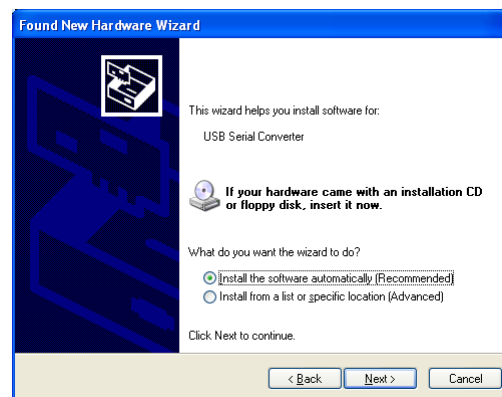 Found New Hardware Wizard
This wizard helps you install software for:
USB Serial Converter
If your hardware came with an installation CD
or floppy disk, insert it now.
What do you want the wizard to do?
Install the software automatically (Recommended)
Install from a list or specific location (Advanced)
Click Next to continue.
< Back
Next >
Cancel